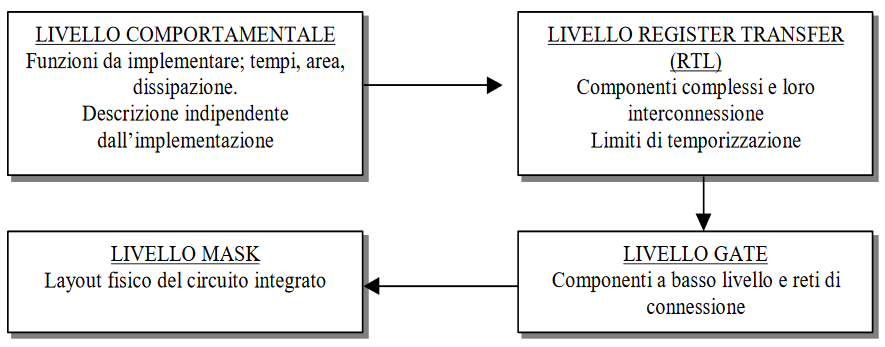 LIVELLO COMPORTAMENTALE
Funzioni da implementare; tempi, area,
dissipazione.
Descrizione indipendente
dall’implementazione
LIVELLO REGISTER TRANSFER
(RTL)
Componenti complessi e loro
interconnessione
Limiti di temporizzazione
LIVELLO GATE
Componenti a basso livello e reti di
connessione
LIVELLO MASK
Layout fisico del circuito integrato